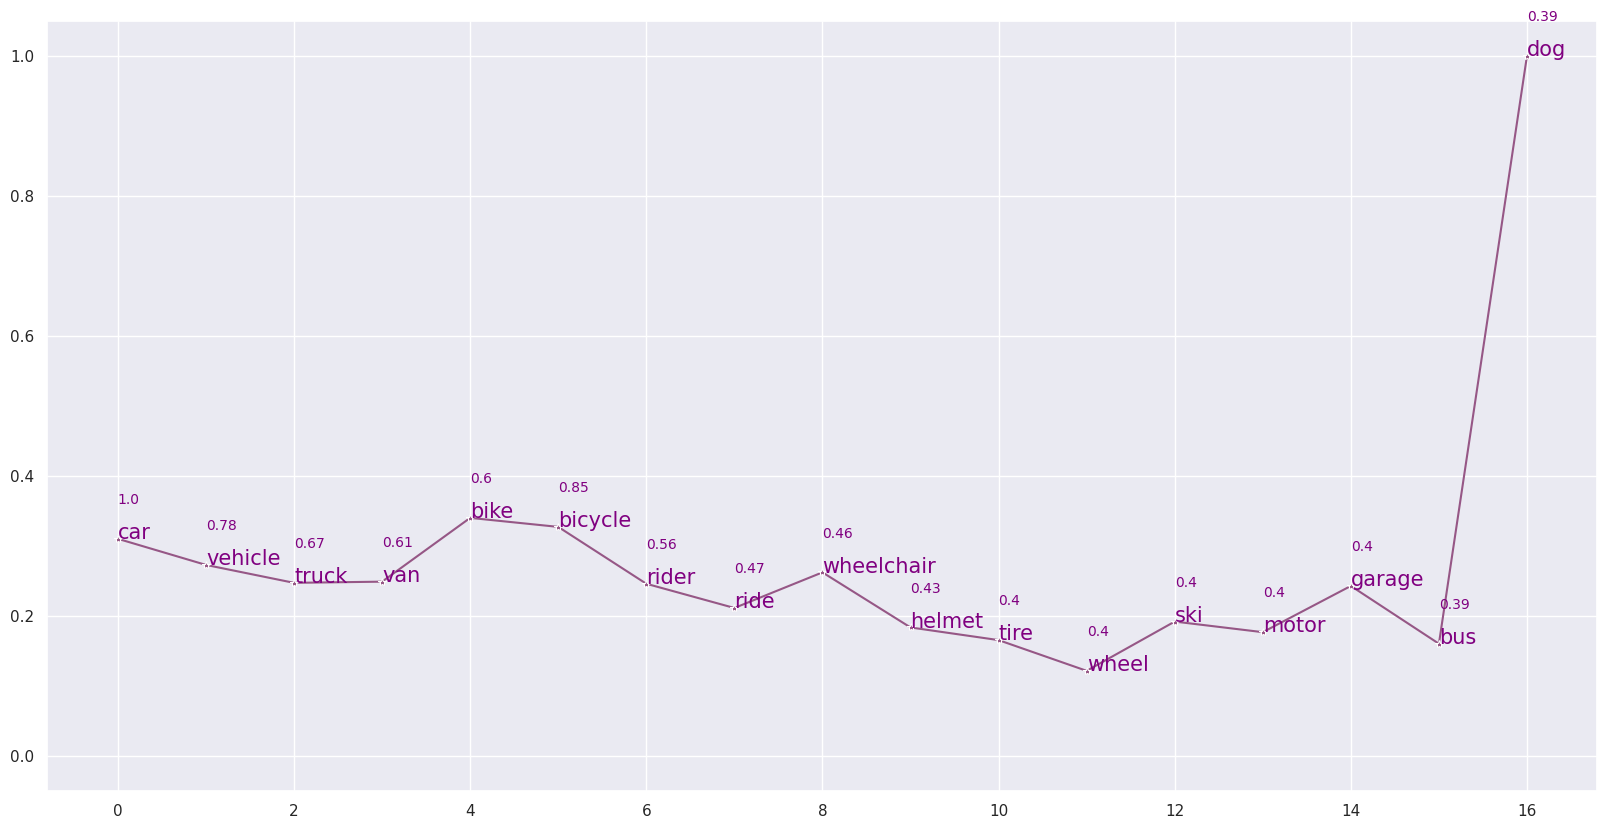 0.39
dog
1.0
0.8
0.6
0.4
0.2
0.0
1.0
car
0.78
vehicle
0.67
truck
0.61
van
0.6
bike
0.85
bicycle
0.56
rider
0.47
ride
0.46
wheelchair
0.43
helmet
0.4
tire
0.4
wheel
0.4
ski
0.4
motor
0.4
garage
0.39
bus
0 2 4 6 8 10 12 14 16